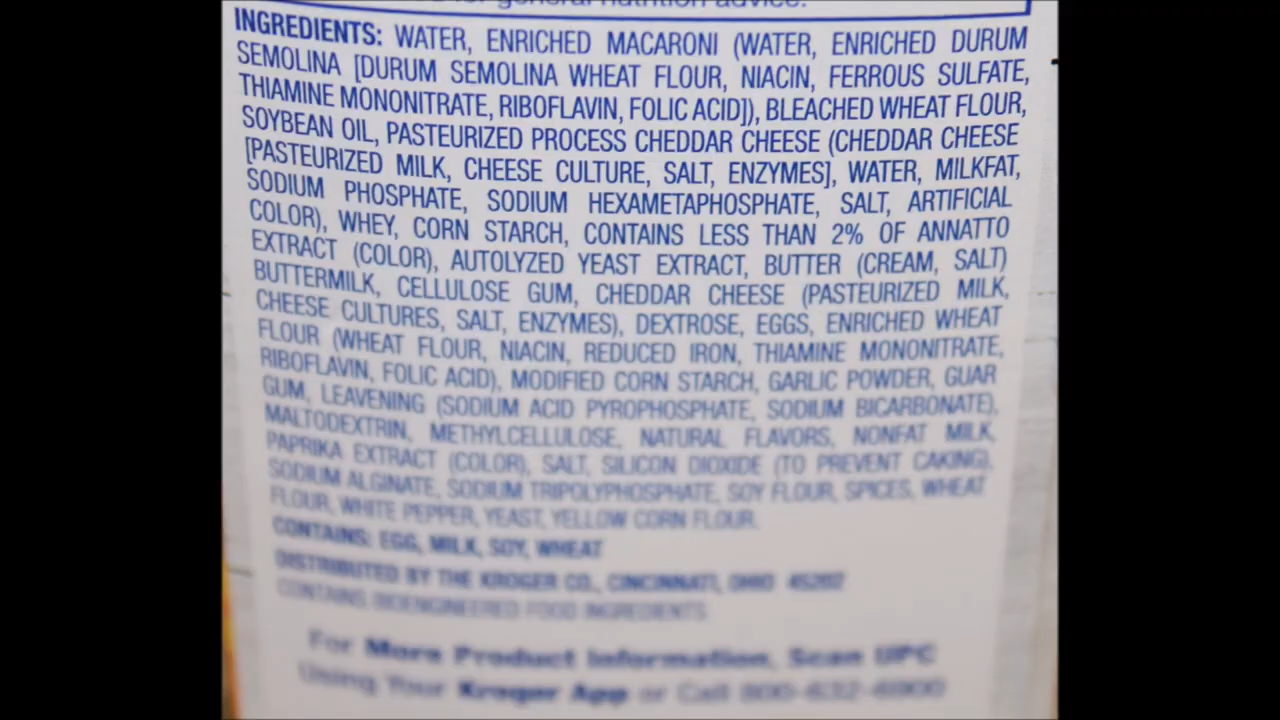 for general nutrition advice.
INGREDIENTS: WATER, ENRICHED MACARONI (WATER, ENRICHED DURUM
SEMOLINA [DURUM SEMOLINA WHEAT FLOUR, NIACIN, FERROUS SULFATE,
THIAMINE MONONITRATE, RIBOFLAVIN, FOLIC ACID]), BLEACHED WHEAT FLOUR,
SOYBEAN OIL, PASTEURIZED PROCESS CHEDDAR CHEESE (CHEDDAR CHEESE
[PASTEURIZED MILK, CHEESE CULTURE, SALT, ENZYMES], WATER, MILKFAT,
SODIUM PHOSPHATE, SODIUM HEXAMETAPHOSPHATE, SALT, ARTIFICIAL
COLOR), WHEY, CORN STARCH, CONTAINS LESS THAN 2% OF ANNATTO
EXTRACT (COLOR), AUTOLYZED YEAST EXTRACT, BUTTER (CREAM, SALT)
BUTTERMILK, CELLULOSE GUM, CHEDDAR CHEESE (PASTEURIZED MILK,
CHEESE CULTURES, SALT, ENZYMES), DEXTROSE, EGGS, ENRICHED WHEAT
FLOUR (WHEAT FLOUR, NIACIN, REDUCED IRON, THIAMINE MONONITRATE,
RIBOFLAVIN, FOLIC ACID), MODIFIED CORN STARCH, GARLIC POWDER, GUAR
GUM, LEAVENING (SODIUM ACID PYROPHOSPHATE, SODIUM BICARBONATE),
MALTODEXTRIN, METHYLCELLULOSE, NATURAL FLAVORS, NONFAT MILK,
PAPRIKA EXTRACT (COLOR), SALT, SILICON DIOXIDE (TO PREVENT CAKING),
SODIUM ALGINATE, SODIUM TRIPOLYPHOSPHATE, SOY FLOUR, SPICES, WHEAT
FLOUR, WHITE PEPPER, YEAST, YELLOW CORN FLOUR.
CONTAINS: EGG, MILK, SOY, WHEAT
DISTRIBUTED BY THE KROGER CO., CINCINNATI, OHIO 45202
CONTAINS BIOENGINEERED FOOD INGREDIENTS
For More Product Information, Scan UPC
Using Your Kroger App or Call 800-632-6900